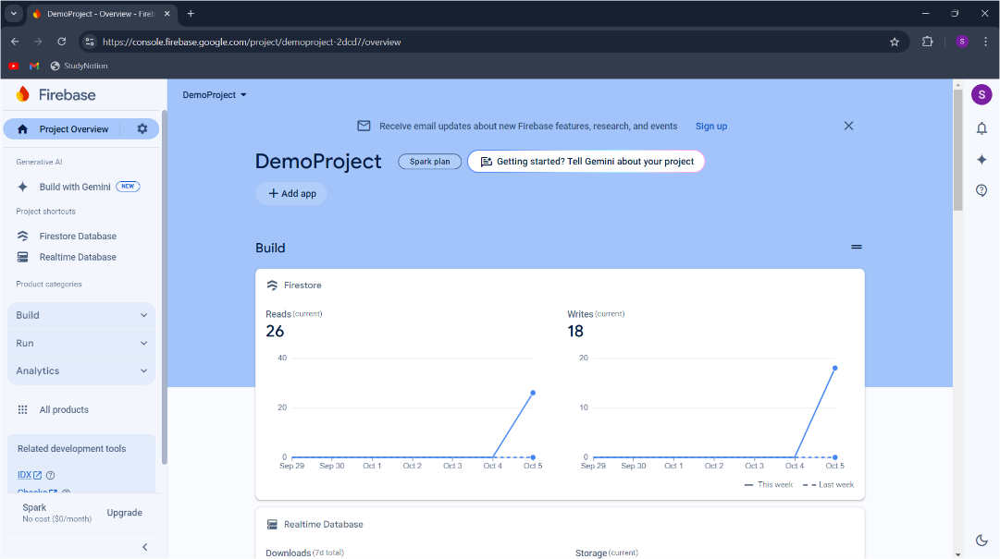 DemoProject - Overview - Fireb
https://console.firebase.google.com/project/demoproject-2dcd7/overview
S
StudyNotion
Firebase
Project Overview
Generative AI
Build with Gemini NEW
Project shortcuts
Firestore Database
Realtime Database
Product categories
Build
Run
Analytics
All products
Related development tools
IDX
Spark
No-cost ($0/month)
Upgrade
DemoProject
Receive email updates about new Firebase features, research, and events Sign up
DemoProject Spark plan Getting started? Tell Gemini about your project
+ Add app
Build
Firestore
Reads (current)
26
40
20
0
Sep 29 Sep 30 Oct 1 Oct 2 Oct 3 Oct 4 Oct 5
Writes (current)
18
20
10
0
Sep 29 Sep 30 Oct 1 Oct 2 Oct 3 Oct 4 Oct 5
This week Last week
Realtime Database
Downloads (7d total) Storage (current)
S